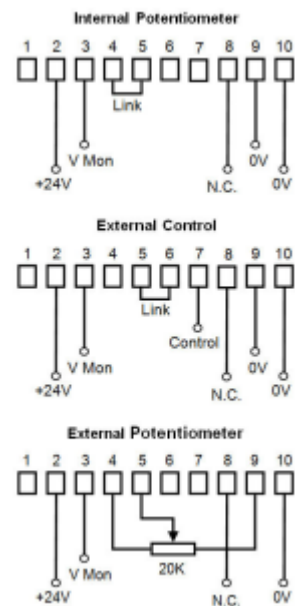 Internal Potentiometer
1 2 3 4 5 6 7 8 9 10
Link
V Mon
0V
+24V
N.C.
0V
External Control
1 2 3 4 5 6 7 8 9 10
Link
Control
V Mon
0V
+24V
N.C.
0V
External Potentiometer
1 2 3 4 5 6 7 8 9 10
V Mon
20K
+24V
N.C.
0V